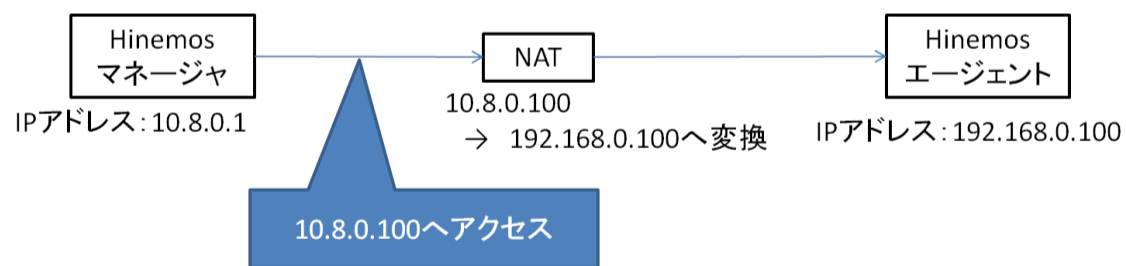 Hinemos
マネージャ
IPアドレス：10.8.0.1
NAT
10.8.0.100
→ 192.168.0.100へ変換
Hinemos
エージェント
IPアドレス：192.168.0.100
10.8.0.100へアクセス